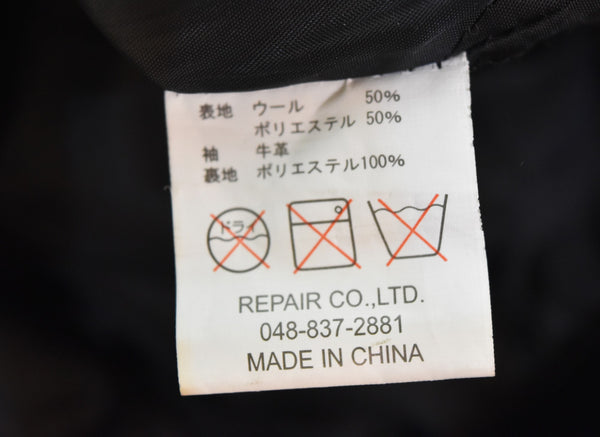 表地 ウール 50%
ポリエステル 50%
袖 牛革
裏地 ポリエステル100%
ドライ
REPAIR CO.,LTD.
048-837-2881
MADE IN CHINA